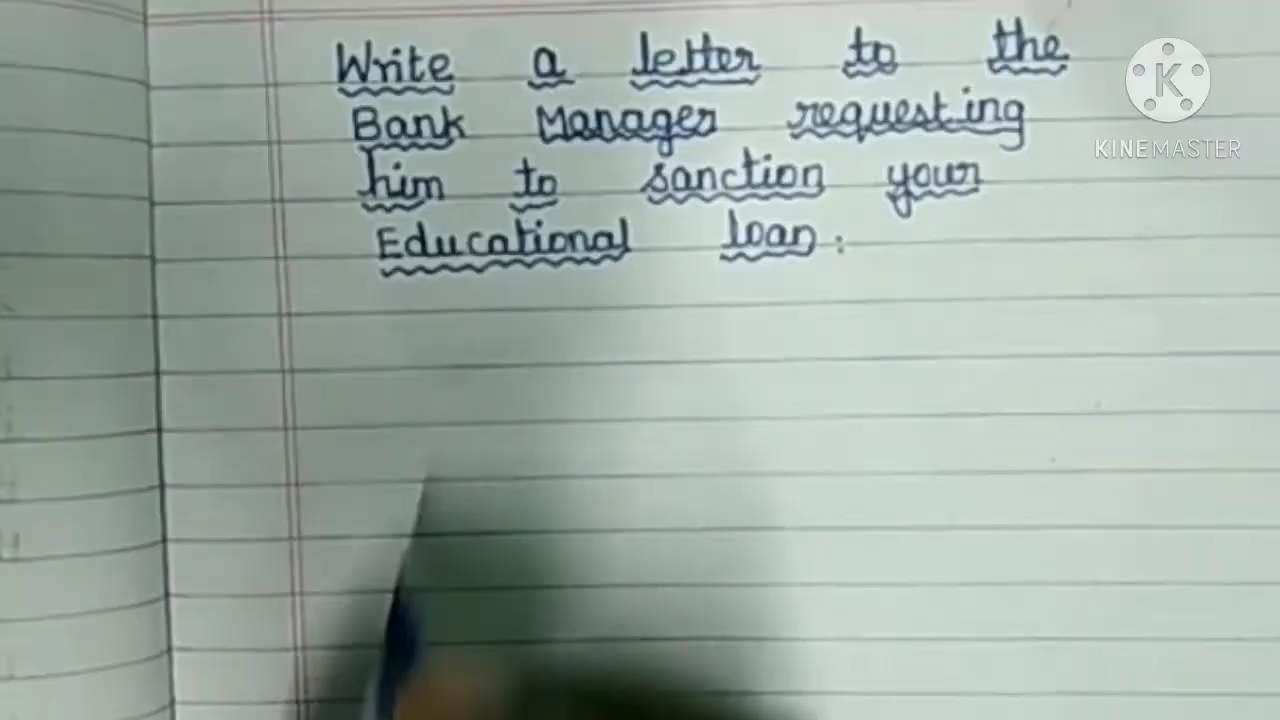 Write a letter to the
Bank Manager requesting
him to sanction your
Educational loan.
K
KINEMASTER